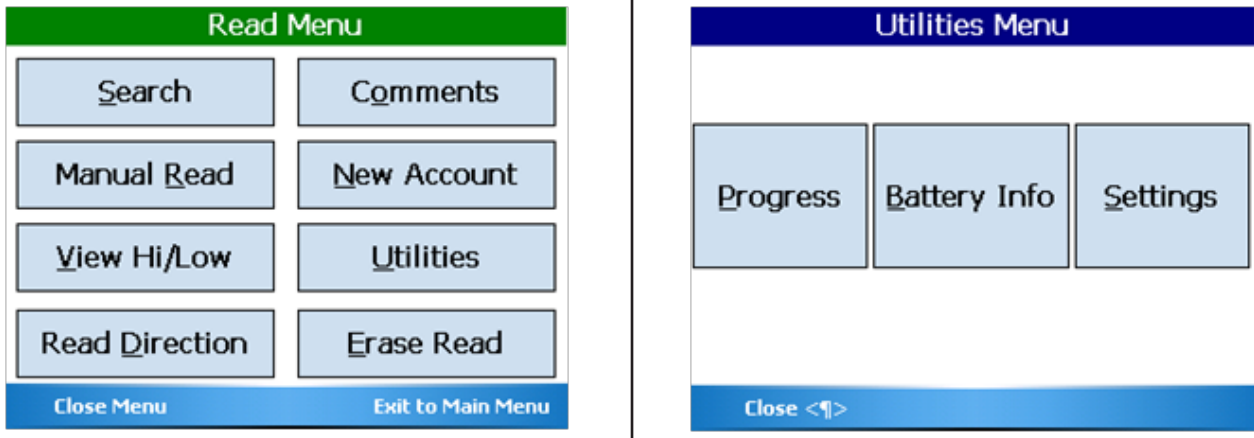 Read Menu
Search
Comments
Manual Read
New Account
View Hi/Low
Utilities
Read Direction
Erase Read
Close Menu
Exit to Main Menu
Utilities Menu
Progress
Battery Info
Settings
Close <¶>